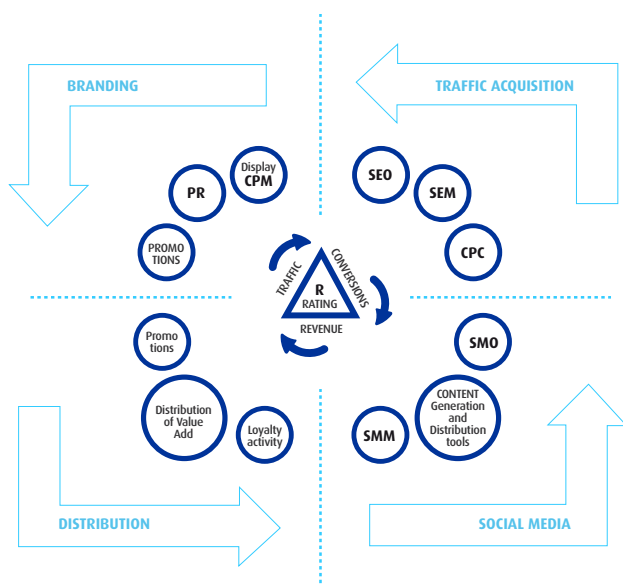 BRANDING
TRAFFIC ACQUISITION
Display
CPM
PR
PROMO
TIONS
SEO
SEM
CPC
TRAFFIC
CONVERSIONS
R
RATING
REVENUE
Promo
tions
Distribution
of Value
Add
Loyalty
activity
SMO
CONTENT
Generation
and
Distribution
tools
SMM
DISTRIBUTION
SOCIAL MEDIA